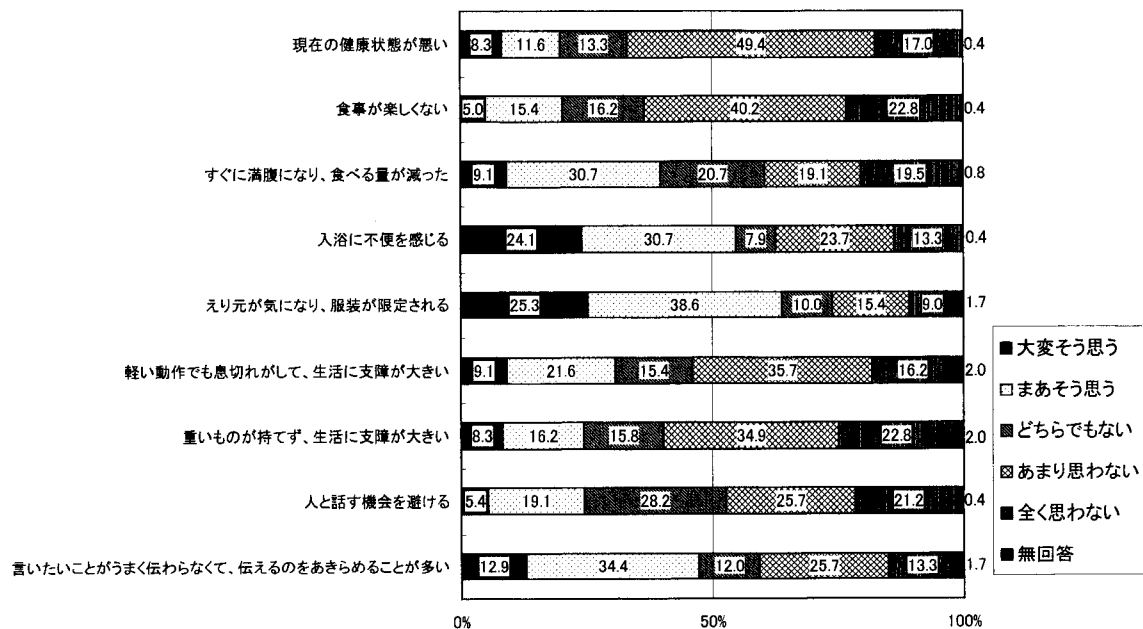 現在の健康状態が悪い 8.3 11.6 13.3 49.4 17.0 0.4
食事が楽しくない 5.0 15.4 16.2 40.2 22.8 0.4
すぐに満腹になり、食べる量が減った 9.1 30.7 20.7 19.1 19.5 0.8
入浴に不便を感じる 24.1 30.7 7.9 23.7 13.3 0.4
えり元が気になり、服装が限定される 25.3 38.6 10.0 15.4 9.0 1.7
軽い動作でも息切れがして、生活に支障が大きい 9.1 21.6 15.4 35.7 16.2 2.0
重いものが持てず、生活に支障が大きい 8.3 16.2 15.8 34.9 22.8 2.0
人と話す機会を避ける 5.4 19.1 28.2 25.7 21.2 0.4
言いたいことがうまく伝わらなくて、伝えるのをあきらめることが多い 12.9 34.4 12.0 25.7 13.3 1.7
0% 50% 100%
大変そう思う
まあそう思う
どちらでもない
あまり思わない
全く思わない
無回答